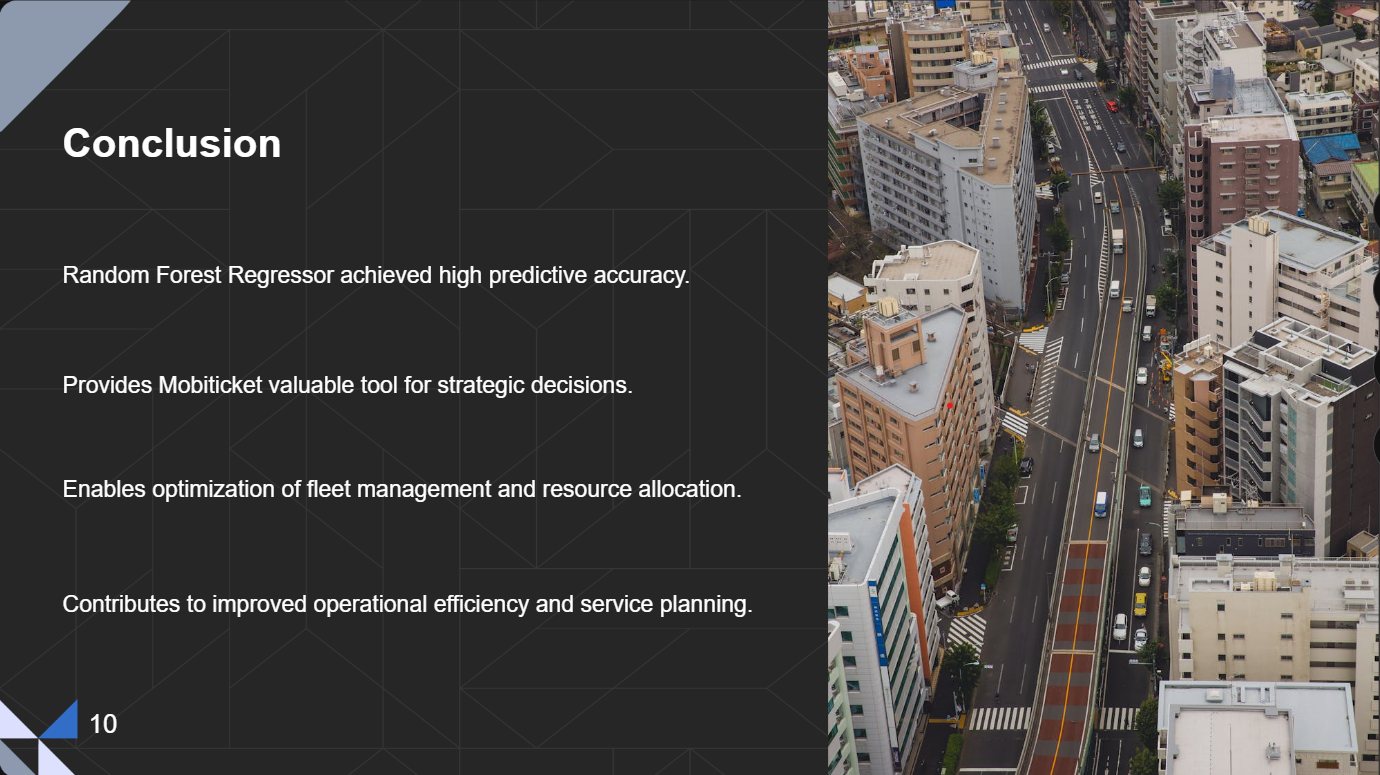 Conclusion
Random Forest Regressor achieved high predictive accuracy.
Provides Mobiticket valuable tool for strategic decisions.
Enables optimization of fleet management and resource allocation.
Contributes to improved operational efficiency and service planning.
10